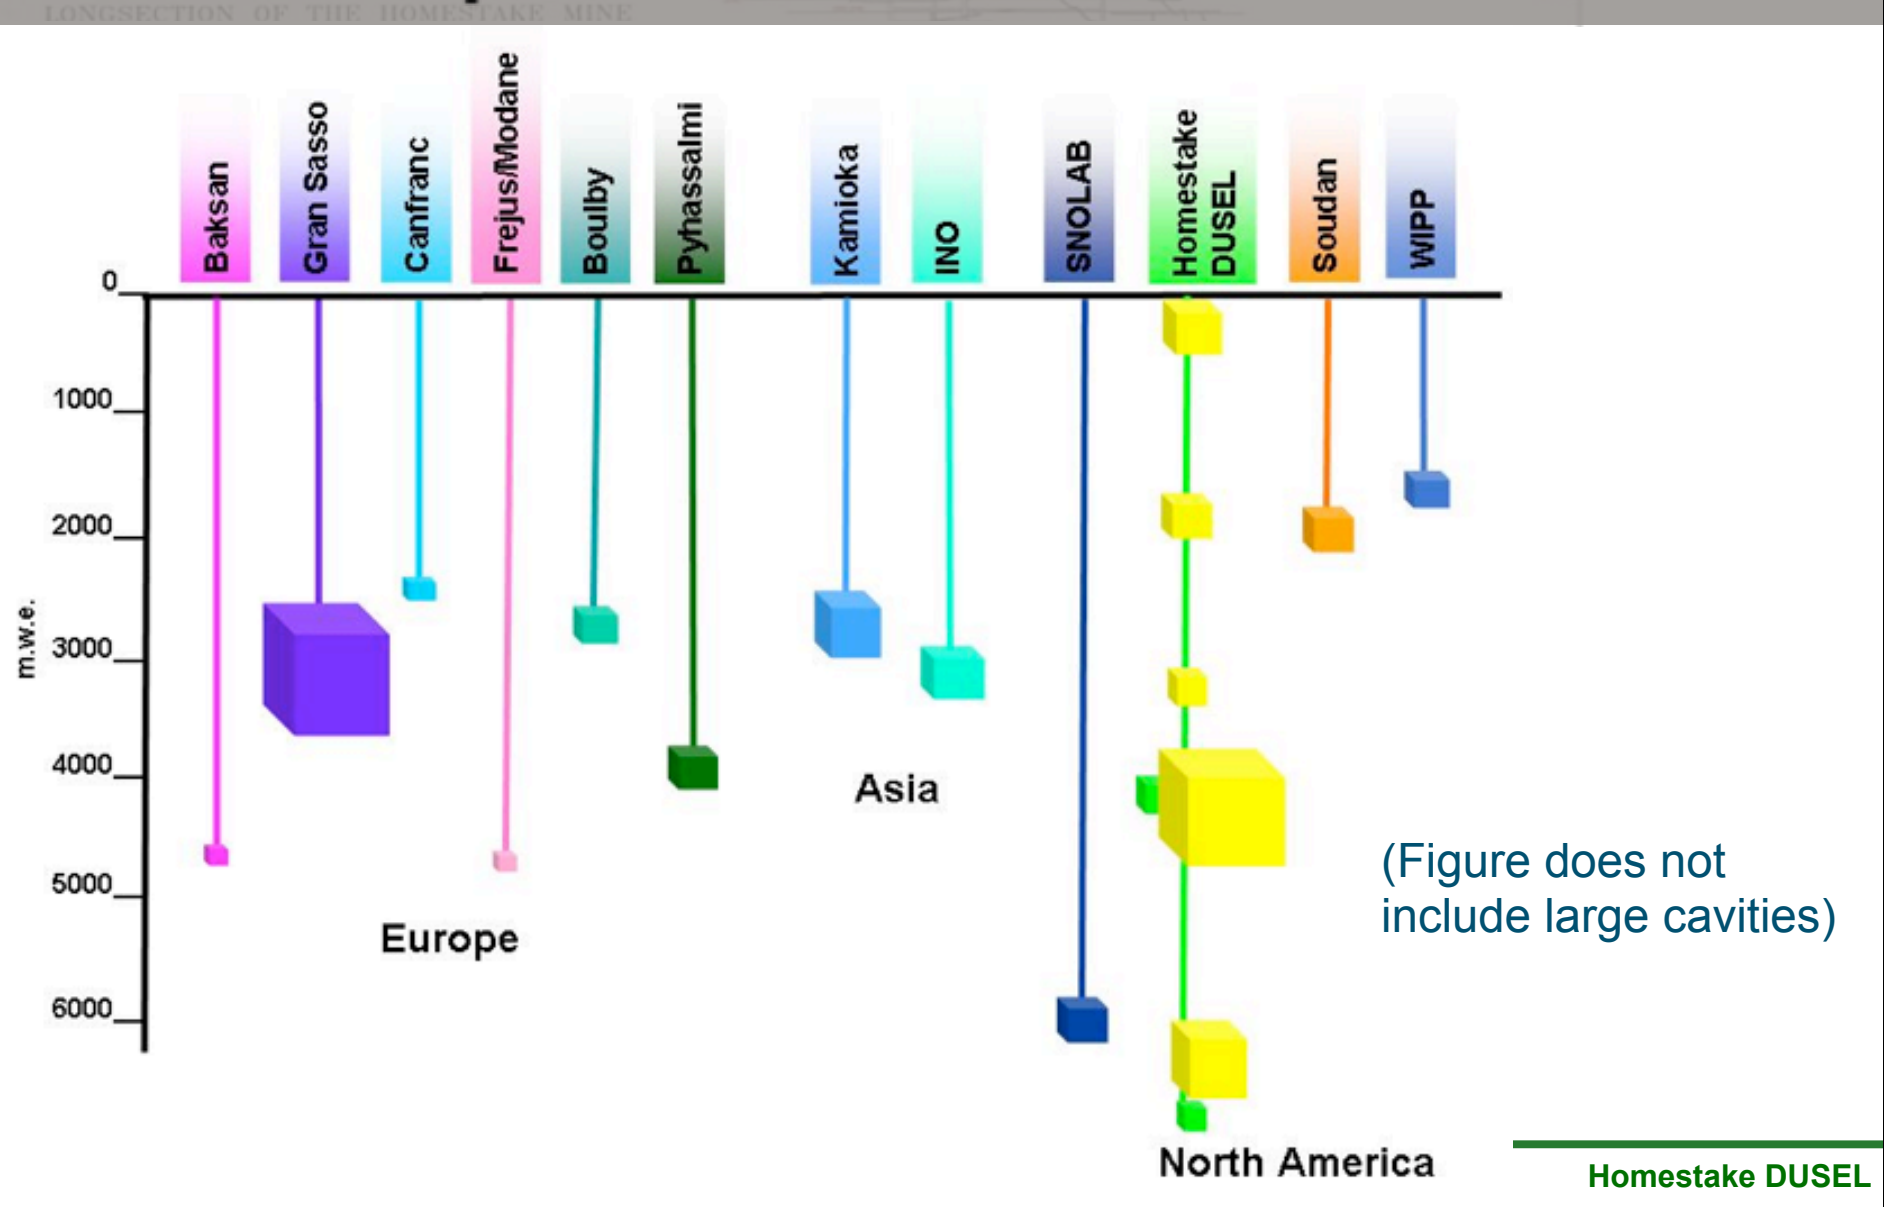 LONGSECTION OF THE HOMESTAKE MINE
Baksan
Gran Sasso
Canfranc
Frejus/Modane
Boulby
Pyhassalmi
Kamioka
INO
SNOLAB
Homestake
DUSEL
Soudan
WIPP
0
1000
2000
3000
4000
5000
6000
m.w.e.
Asia
Europe
(Figure does not
include large cavities)
North America
Homestake DUSEL